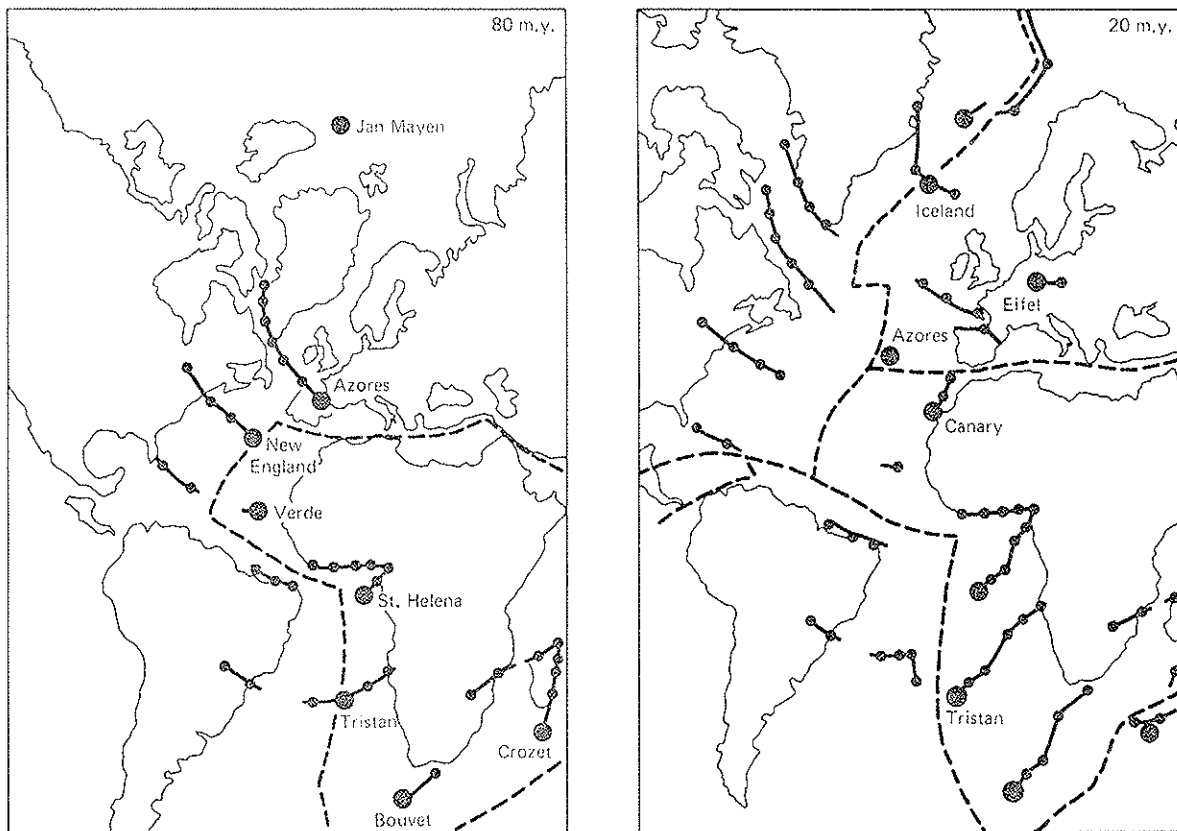 80 m.y.
Jan Mayen
Azores
New
England
Verde
St. Helena
Tristan
Crozet
Bouvet
20 m.y.
Iceland
Eifel
Azores
Canary
Tristan